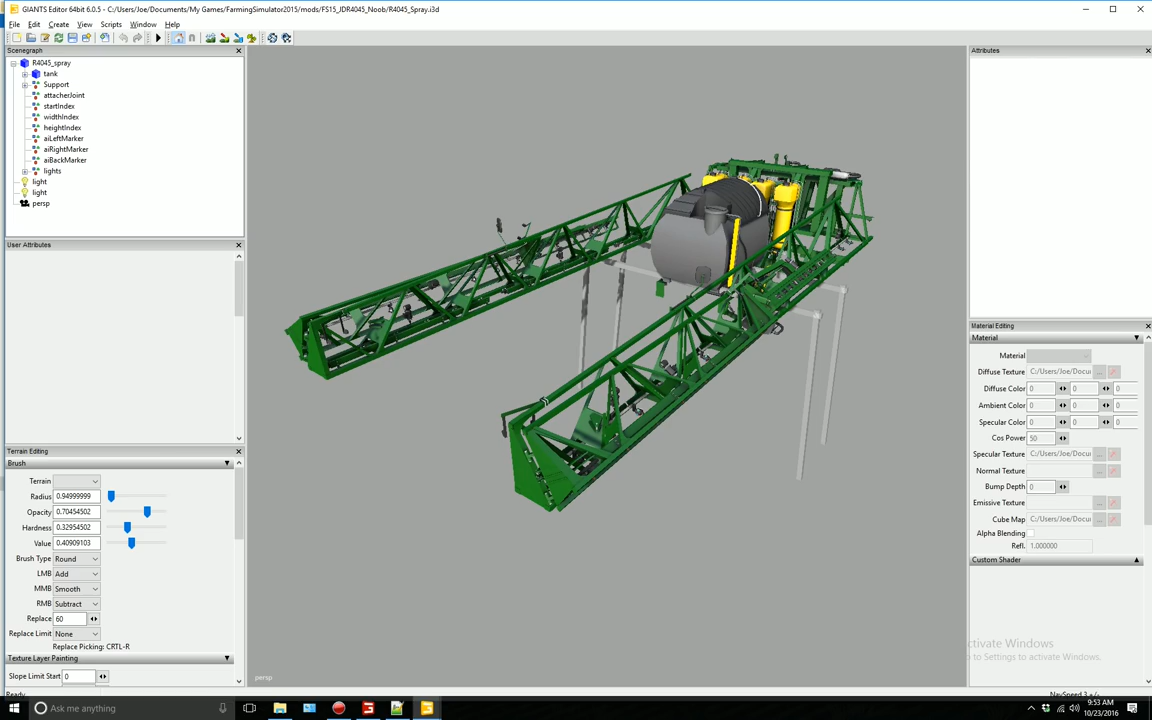 GIANTS Editor 64bit 6.0.5 - C:/Users/Joe/Documents/My Games/FarmingSimulator2015/mods/FS15_JDR4045_Noob/R4045_Spray.i3d
File Edit Create View Scripts Window Help
Scenegraph
R4045_spray
tank
Support
attacherJoint
startIndex
widthIndex
heightIndex
aiLeftMarker
aiRightMarker
aiBackMarker
lights
light
light
persp
User Attributes
Terrain Editing
Brush
Terrain
Radius 0.94999999
Opacity 0.70454502
Hardness 0.32954502
Value 0.40909103
Brush Type Round
LMB Add
MMB Smooth
RMB Subtract
Replace 60
Replace Limit None
Replace Picking: CRTL-R
Texture Layer Painting
Slope Limit Start 0
Ready
persp
Attributes
Material Editing
Material
Material
Diffuse Texture C:/Users/Joe/Docu ...
Diffuse Color 0 0 0
Ambient Color 0 0 0
Specular Color 0 0 0
Cos Power 50
Specular Texture C:/Users/Joe/Docu ...
Normal Texture ...
Bump Depth 0
Emissive Texture ...
Cube Map C:/Users/Joe/Docu ...
Alpha Blending
Refl. 1.000000
Custom Shader
ctivate Windows
to Settings to activate Windows.
NavSpeed 3 +/-
Ask me anything
9:53 AM
10/23/2016